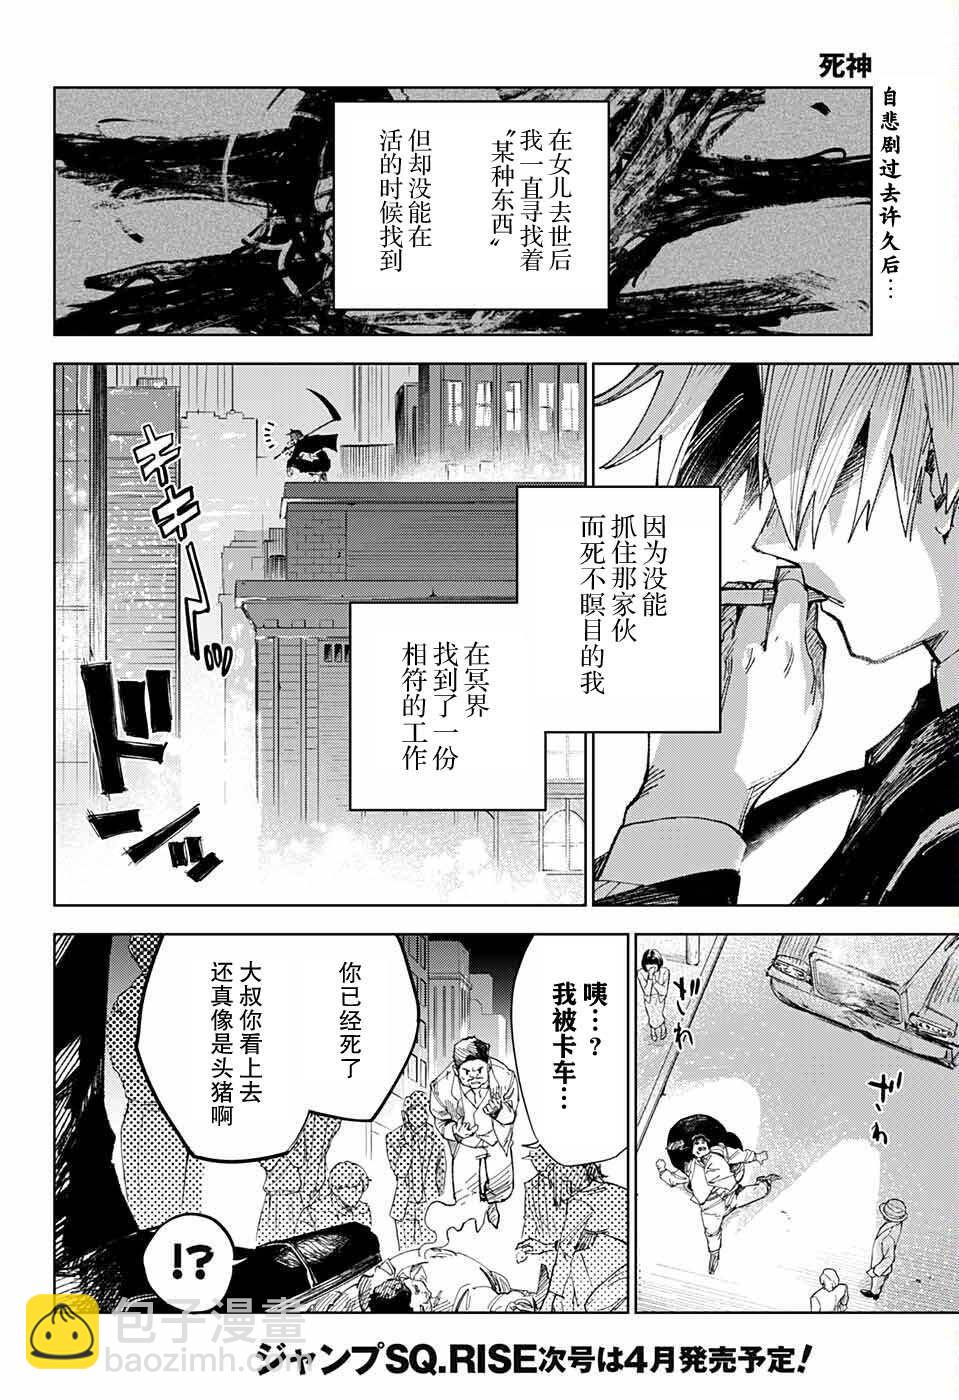 死神
自悲剧过去许久后…
在女儿去世后
我一直寻找着
〝某种东西〟
但却没能在
活的时候找到
因为没能
抓住那家伙
而死不瞑目的我
在冥界
找到了一份
相符的工作
キキキィ
ドン
ざわ
ざわ
咦…?
我被卡车…
你已经死了
大叔你看上去
还真像是头猪啊
!?
ジャンプSQ.RISE次号は4月発売予定!
包子漫畫
baozimh.com